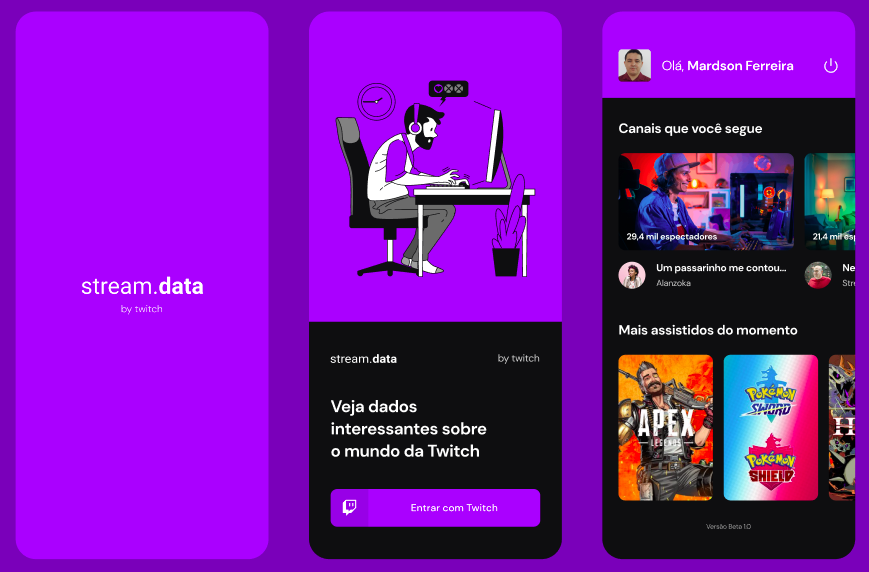 stream.data
by twitch
stream.data
by twitch
Veja dados
interessantes sobre
o mundo da Twitch
Entrar com Twitch
Olá, Mardson Ferreira
Canais que você segue
29,4 mil espectadores
21,4 mil esp
Um passarinho me contou...
Alanzoka
Ne
Stre
Mais assistidos do momento
APEX
LEGENDS
Pokémon
SWORD
Pokémon
SHIELD
H
Versão Beta 1.0